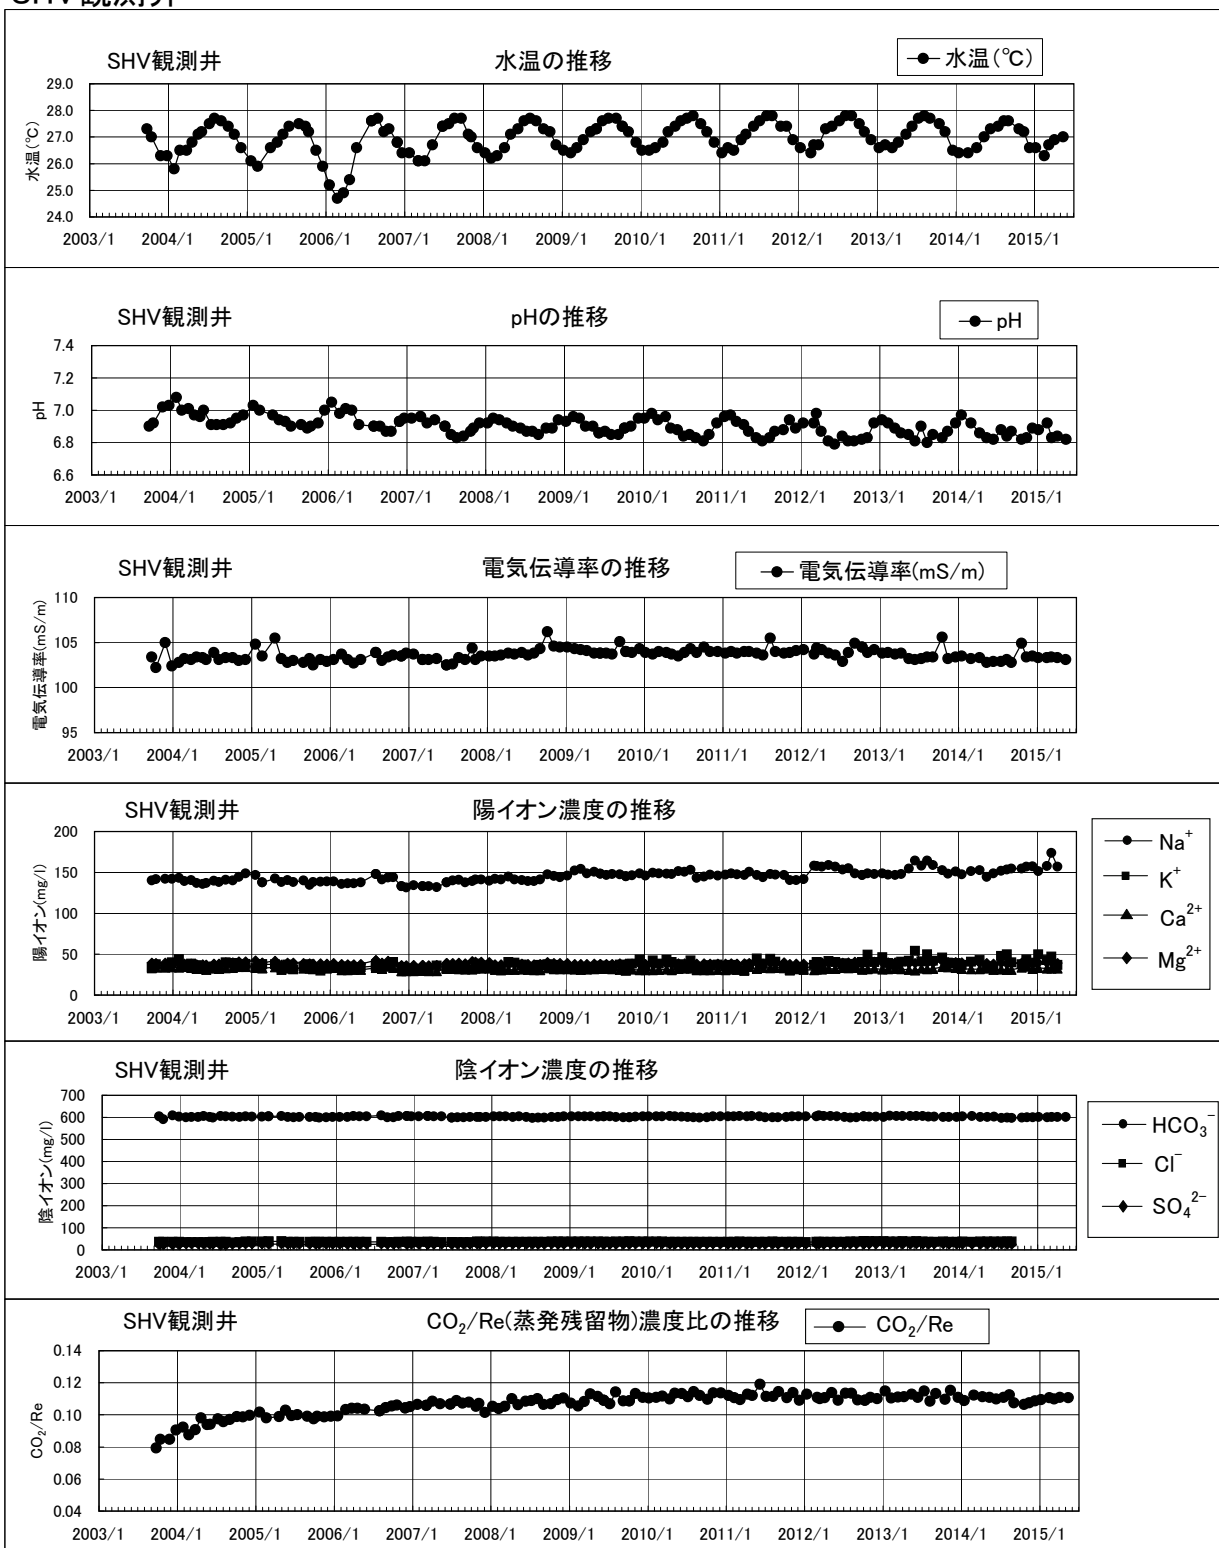 SHV観測井
SHV観測井 水温の推移 水温(℃)
29.0
28.0
27.0
26.0
25.0
24.0
水温(℃)
2003/1 2004/1 2005/1 2006/1 2007/1 2008/1 2009/1 2010/1 2011/1 2012/1 2013/1 2014/1 2015/1
SHV観測井 pHの推移 pH
7.4
7.2
7.0
6.8
6.6
pH
2003/1 2004/1 2005/1 2006/1 2007/1 2008/1 2009/1 2010/1 2011/1 2012/1 2013/1 2014/1 2015/1
SHV観測井 電気伝導率の推移 電気伝導率(mS/m)
110
105
100
95
電気伝導率(mS/m)
2003/1 2004/1 2005/1 2006/1 2007/1 2008/1 2009/1 2010/1 2011/1 2012/1 2013/1 2014/1 2015/1
SHV観測井 陽イオン濃度の推移
200
150
100
50
0
陽イオン(mg/l)
2003/1 2004/1 2005/1 2006/1 2007/1 2008/1 2009/1 2010/1 2011/1 2012/1 2013/1 2014/1 2015/1
Na⁺
K⁺
Ca²⁺
Mg²⁺
SHV観測井 陰イオン濃度の推移
700
600
500
400
300
200
100
0
陰イオン(mg/l)
2003/1 2004/1 2005/1 2006/1 2007/1 2008/1 2009/1 2010/1 2011/1 2012/1 2013/1 2014/1 2015/1
HCO₃⁻
Cl⁻
SO₄²⁻
SHV観測井 CO₂/Re(蒸発残留物)濃度比の推移 CO₂/Re
0.14
0.12
0.10
0.08
0.06
0.04
CO₂/Re
2003/1 2004/1 2005/1 2006/1 2007/1 2008/1 2009/1 2010/1 2011/1 2012/1 2013/1 2014/1 2015/1